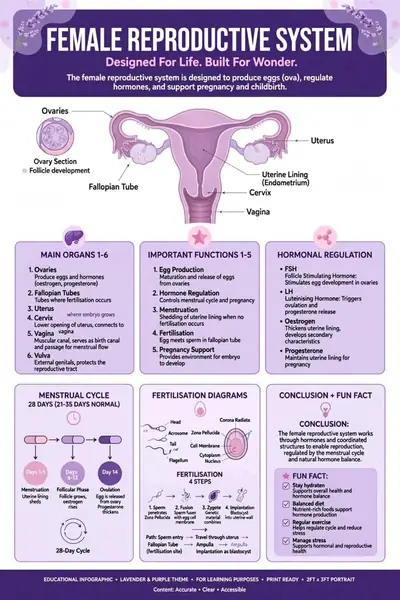 FEMALE REPRODUCTIVE SYSTEM
Designed For Life. Built For Wonder.
The female reproductive system is designed to produce eggs (ova), regulate
hormones, and support pregnancy and childbirth.
Ovaries
Ovary Section
Follicle development
Fallopian Tube
Uterus
Uterine Lining
(Endometrium)
Cervix
Vagina
MAIN ORGANS 1-6
1. Ovaries
Produce eggs and hormones
(oestrogen, progesterone)
2. Fallopian Tubes
Tubes where fertilisation occurs
3. Uterus
where embryo grows
4. Cervix
Lower opening of uterus, connects to
vagina
5. Vagina
Muscular canal, serves as birth canal
and passage for menstrual flow
6. Vulva
External genitals, protects the
reproductive tract
IMPORTANT FUNCTIONS 1-5
1. Egg Production
Maturation and release of eggs
from ovaries
2. Hormone Regulation
Controls menstrual cycle and pregnancy
3. Menstruation
Shedding of uterine lining when no
fertilisation occurs
4. Fertilisation
Egg meets sperm in fallopian tube
5. Pregnancy Support
Provides environment for embryo
to develop
HORMONAL REGULATION
• FSH
Follicle Stimulating Hormone:
Stimulates egg development in ovaries
• LH
Luteinising Hormone: Triggers
ovulation and
progesterone release
• Oestrogen
Thickens uterine lining,
develops secondary
characteristics
• Progesterone
Maintains uterine lining for
pregnancy
MENSTRUAL CYCLE
28 DAYS (21-35 DAYS NORMAL)
Days 1-5
Days
6-13
Day 14
Menstruation
Uterine lining
sheds
Follicular Phase
Follicle grows,
oestrogen
rises
Ovulation
Egg is released
from ovary
Progesterone
thickens
28-Day Cycle
FERTILISATION DIAGRAMS
Head
Acrosome
Tail
Flagellum
Corona Radiate
Zona Pellucida
Cell Membrane
Cytoplasm
Nucleus
FERTILISATION
4 STEPS
1. Sperm
penetrates
Zona Pellucida
2. Fusion
Sperm fuses
with egg cell
membrane
3. Zygote
Genetic
material
combines
4. Implantation
Blastocyst
into uterine wall
Path: Sperm entry → Travel through uterus →
Fallopian Tube → Ampulla → Ampulla
(fertilisation site) Implantation as blastocyst
CONCLUSION + FUN FACT
CONCLUSION:
The female reproductive system
works through hormones and
coordinated structures to enable
reproduction, regulated by the
menstrual cycle and natural
hormone balance.
FUN FACT:
Stay hydrated
Supports overall health and
hormone balance
Balanced diet
Nutrient-rich foods support
hormone production
Regular exercise
Helps regulate cycle and reduce
stress
Manage stress
Supports hormonal and reproductive
health
EDUCATIONAL INFOGRAPHIC • LAVENDER & PURPLE THEME • FOR LEARNING PURPOSES • PRINT READY • 2FT x 3FT PORTRAIT
Content: Accurate • Clear • Accessible